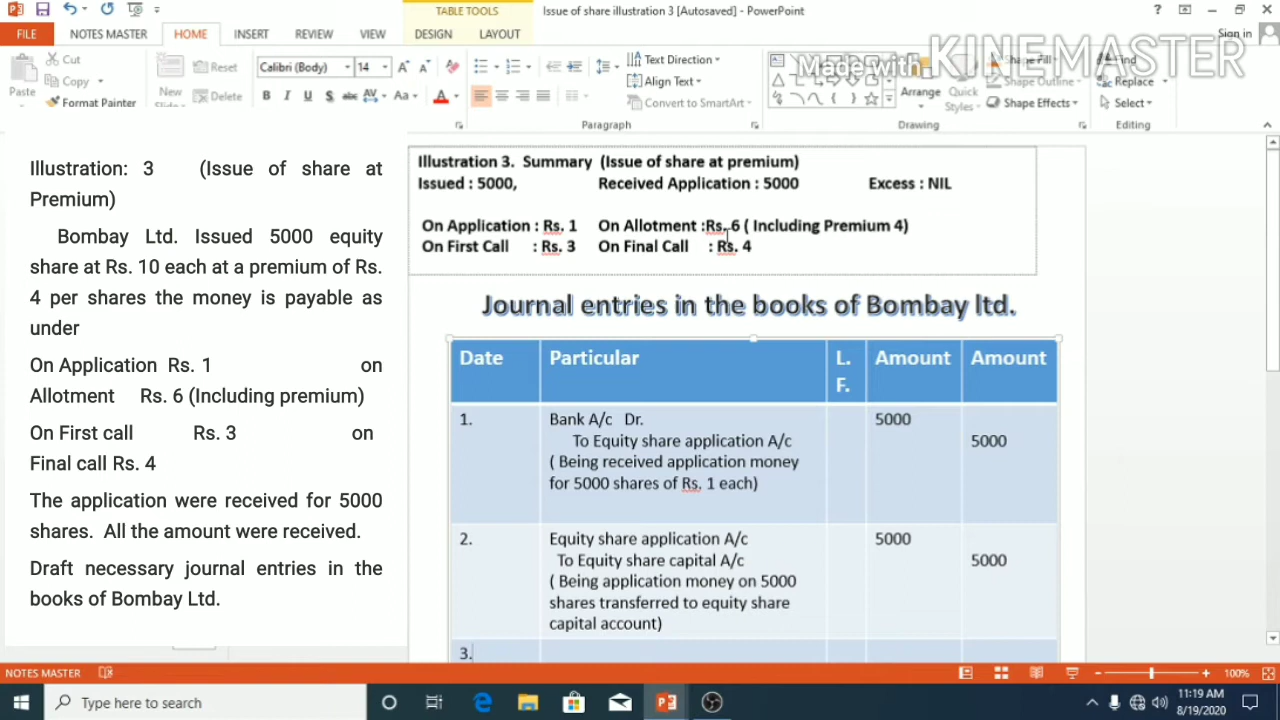 TABLE TOOLS
Issue of share illustration 3 [Autosaved] - PowerPoint
FILE NOTES MASTER HOME INSERT REVIEW VIEW DESIGN LAYOUT Sign in
Made with KINEMASTER
Cut
Copy
Format Painter
Paste
New
Reset
Delete
Calibri (Body) 14
B I U S abc AV Aa A
Text Direction
Align Text
Convert to SmartArt
Arrange
Quick
Styles
Shape Fill
Shape Outline
Shape Effects
Find
Replace
Select
Paragraph Drawing Editing
Illustration: 3 (Issue of share at
Premium)
Bombay Ltd. Issued 5000 equity
share at Rs. 10 each at a premium of Rs.
4 per shares the money is payable as
under
On Application Rs. 1 on
Allotment Rs. 6 (Including premium)
On First call Rs. 3 on
Final call Rs. 4
The application were received for 5000
shares. All the amount were received.
Draft necessary journal entries in the
books of Bombay Ltd.
Illustration 3. Summary (Issue of share at premium)
Issued : 5000, Received Application : 5000 Excess : NIL
On Application : Rs. 1 On Allotment :Rs. 6 ( Including Premium 4)
On First Call : Rs. 3 On Final Call : Rs. 4
Journal entries in the books of Bombay ltd.
Date Particular L. F. Amount Amount
1. Bank A/c Dr. 5000
To Equity share application A/c 5000
( Being received application money
for 5000 shares of Rs. 1 each)
2. Equity share application A/c 5000
To Equity share capital A/c 5000
( Being application money on 5000
shares transferred to equity share
capital account)
3.
NOTES MASTER 100%
Type here to search
11:19 AM
8/19/2020